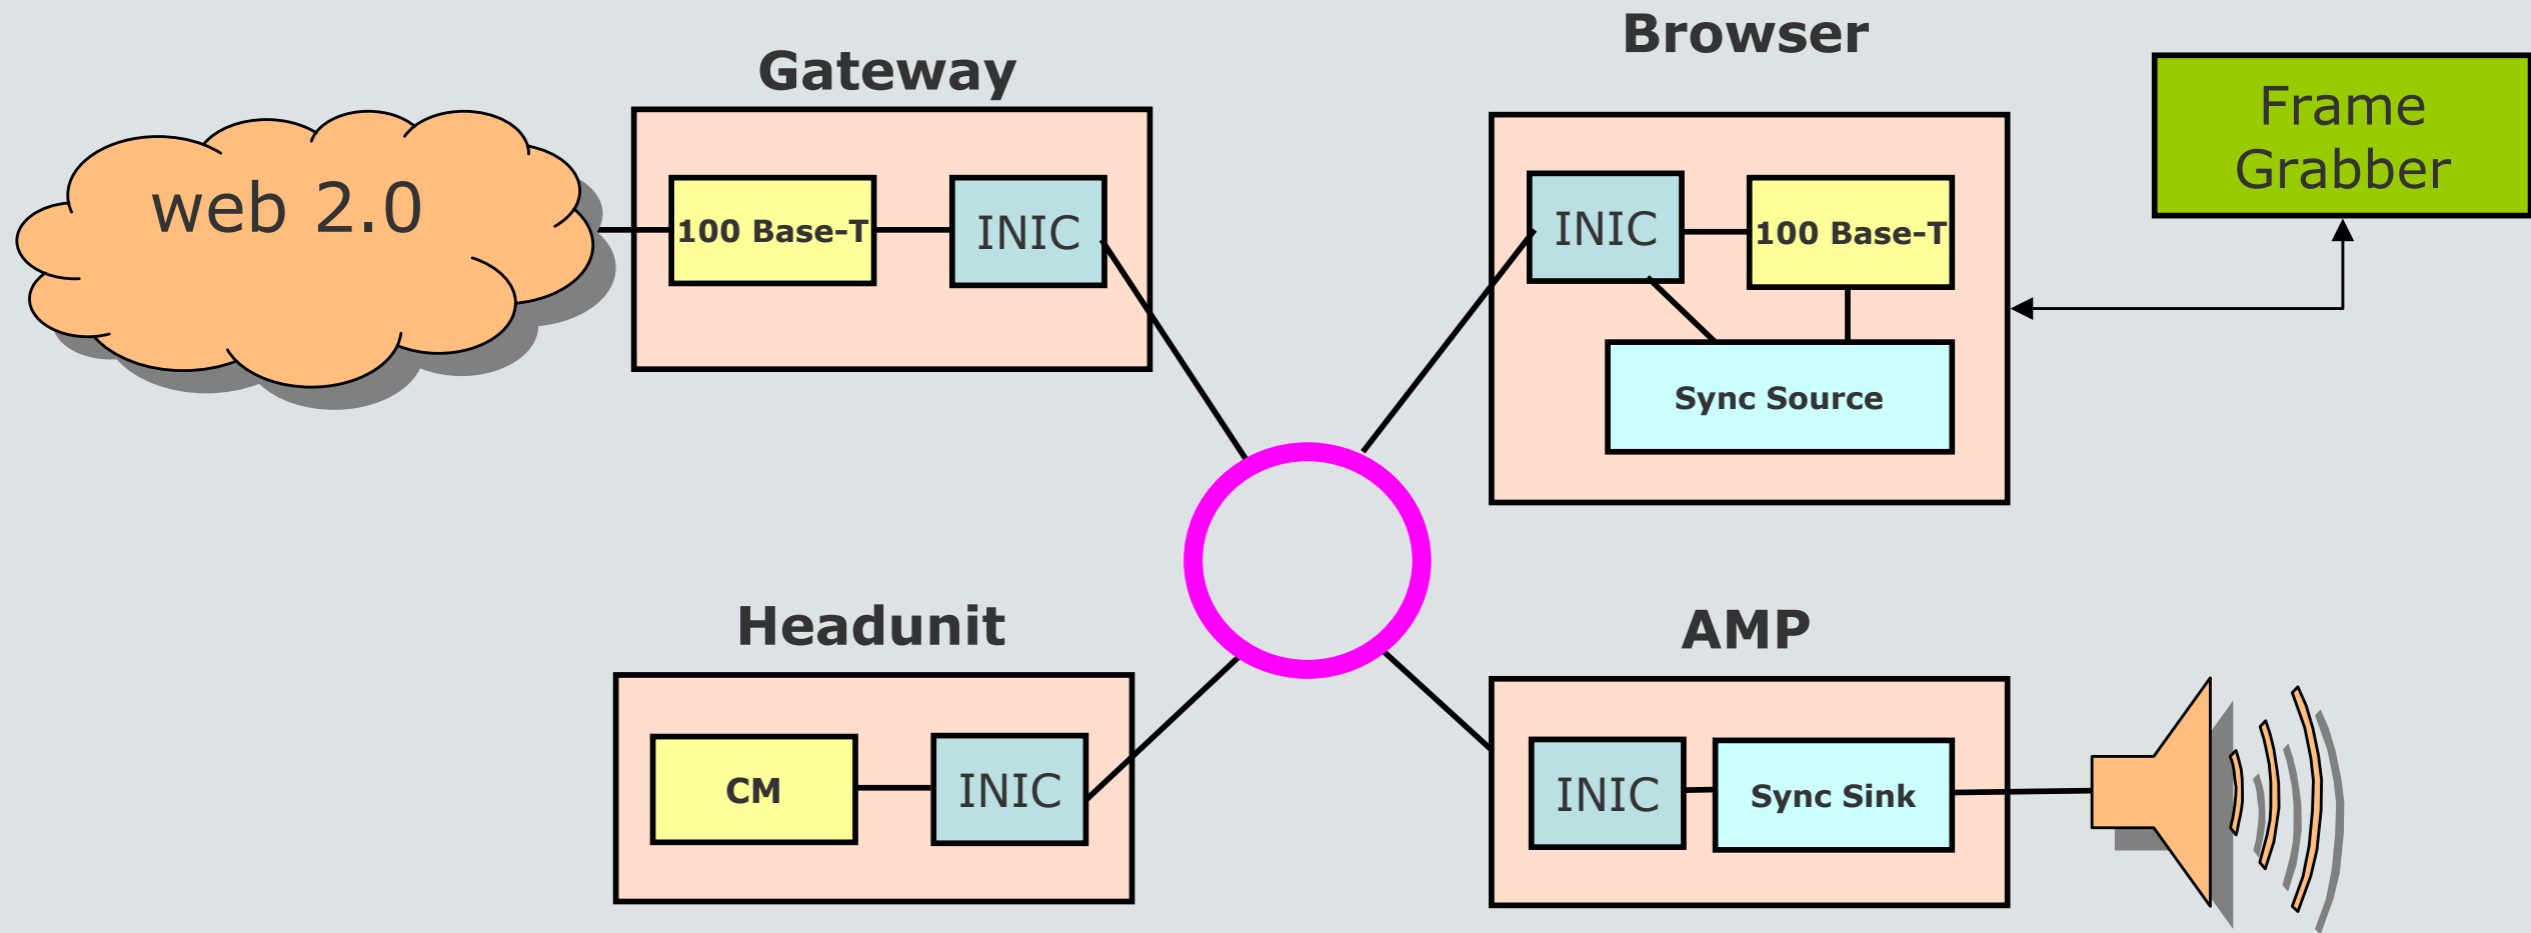 Browser
Gateway
Frame
Grabber
web 2.0
100 Base-T
INIC
INIC
100 Base-T
Sync Source
Headunit
AMP
CM
INIC
INIC
Sync Sink